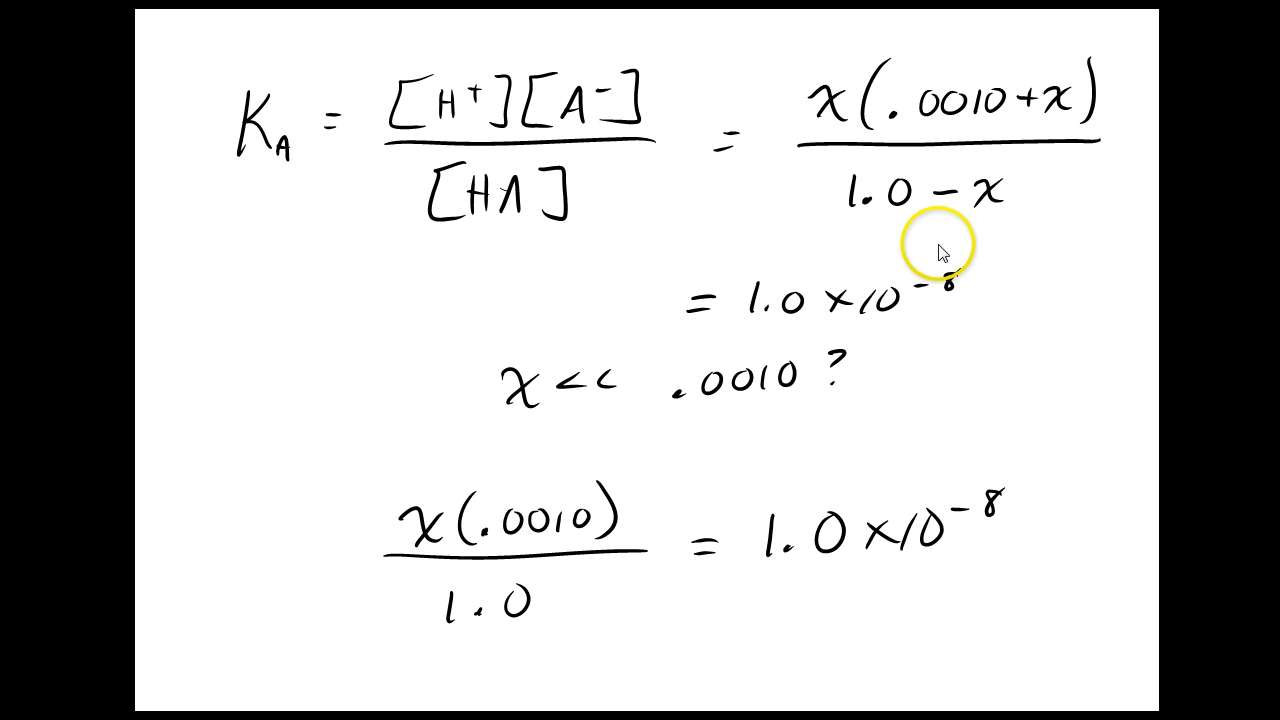 K_A = [H⁺][A⁻] / [HA] = x(.0010+x) / 1.0 − x
= 1.0 ×10⁻⁸
x << .0010 ?
x(.0010) / 1.0 = 1.0 ×10⁻⁸